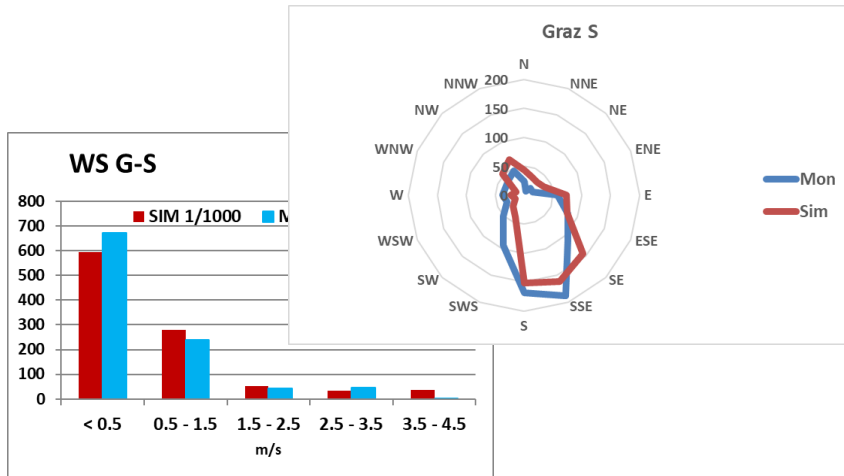 Graz S
N
NNW
NNE
NW
NE
WNW
ENE
W
E
WSW
ESE
SW
SE
SWS
SSE
S
200
150
100
50
0
Mon
Sim
WS G-S
SIM 1/1000
800
700
600
500
400
300
200
100
0
< 0.5
0.5 - 1.5
1.5 - 2.5
2.5 - 3.5
3.5 - 4.5
m/s